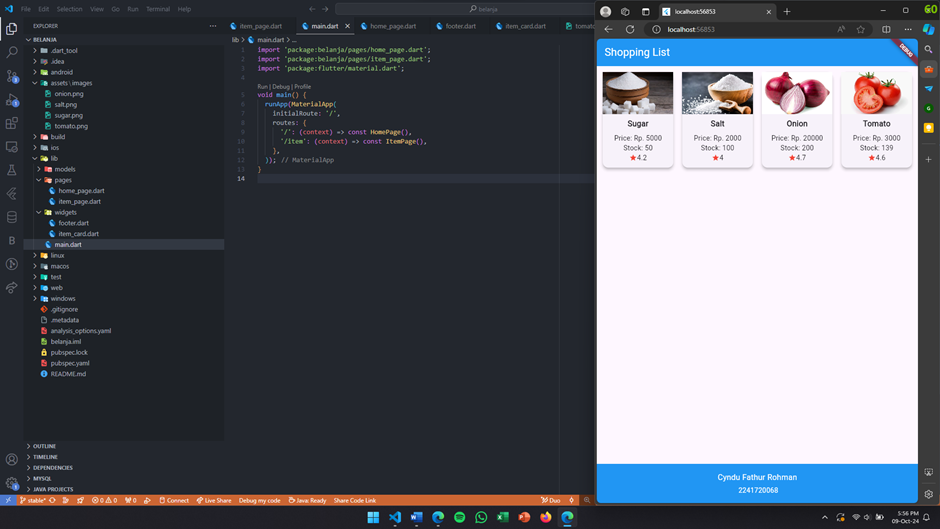 File Edit Selection View Go Run Terminal Help
belanja
EXPLORER
BELANJA
.dart_tool
.idea
android
assets\images
onion.png
salt.png
sugar.png
tomato.png
build
ios
lib
models
pages
home_page.dart
item_page.dart
widgets
footer.dart
item_card.dart
main.dart
linux
macos
test
web
windows
.gitignore
.metadata
analysis_options.yaml
belanja.iml
pubspec.lock
pubspec.yaml
README.md
OUTLINE
TIMELINE
DEPENDENCIES
MYSQL
JAVA PROJECTS
item_page.dart main.dart home_page.dart footer.dart item_card.dart tomato
lib > main.dart > ...
1 import 'package:belanja/pages/home_page.dart';
2 import 'package:belanja/pages/item_page.dart';
3 import 'package:flutter/material.dart';
4
Run | Debug | Profile
5 void main() {
6 runApp(MaterialApp(
7 initialRoute: '/',
8 routes: {
9 '/': (context) => const HomePage(),
10 '/item': (context) => const ItemPage(),
11 },
12 )); // MaterialApp
13 }
14
stable* 0 0 0 Connect Live Share Debug my code Java: Ready Share Code Link Duo
localhost:56853
localhost:56853
GO
Shopping List
DEBUG
Sugar
Price: Rp. 5000
Stock: 50
4.2
Salt
Price: Rp. 2000
Stock: 100
4
Onion
Price: Rp. 20000
Stock: 200
4.7
Tomato
Price: Rp. 3000
Stock: 139
4.6
Cyndu Fathur Rohman
2241720068
5:56 PM
09-Oct-24